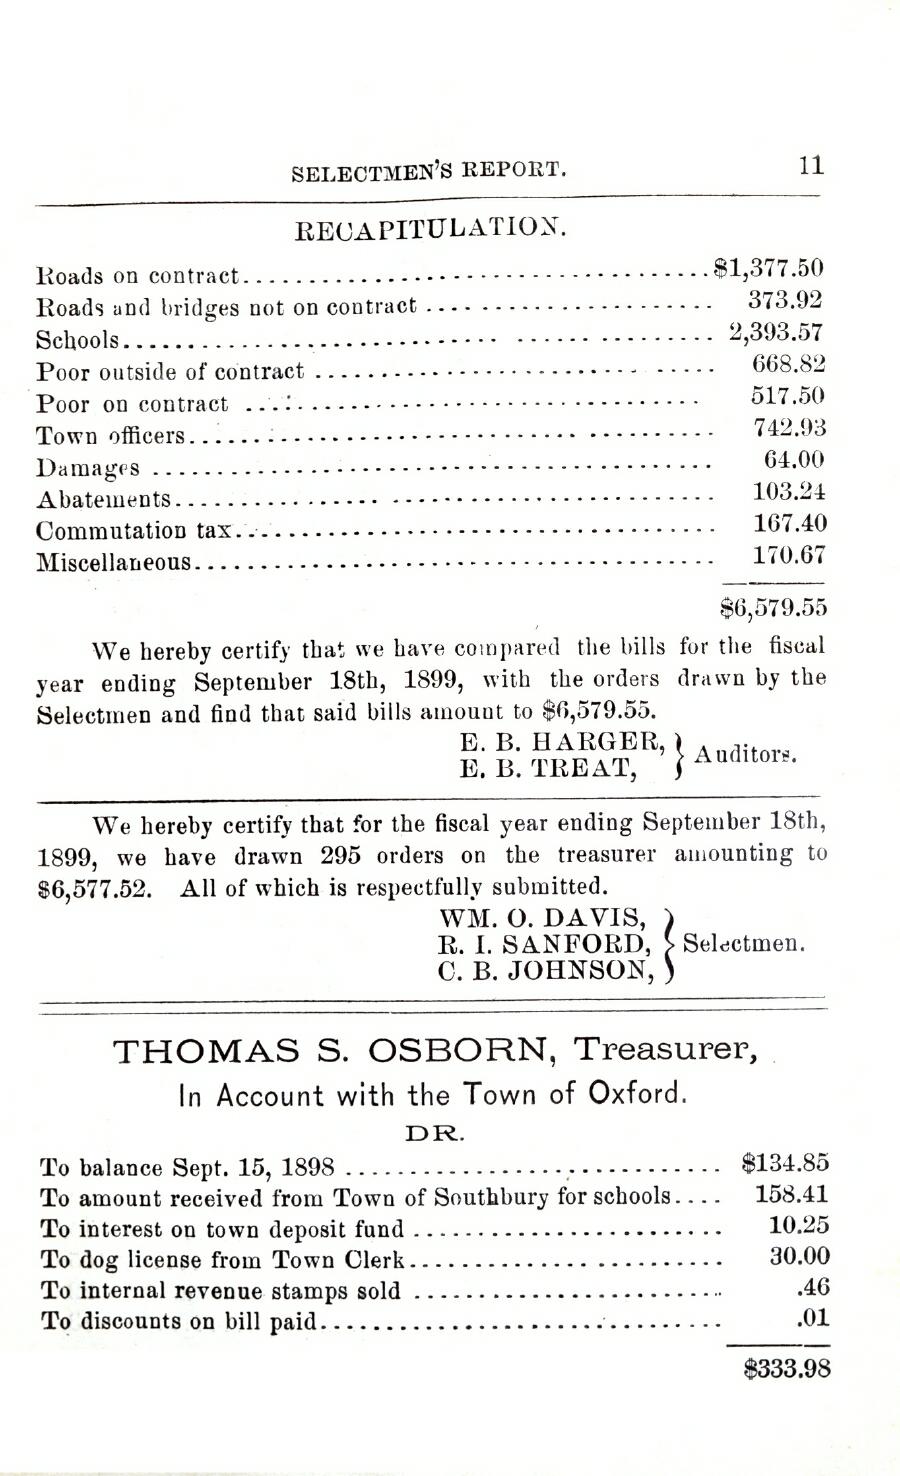 SELECTMEN'S REPORT. 11
RECAPITULATION.
Roads on contract........................................$1,377.50
Roads and bridges not on contract ........................ 373.92
Schools.................................................. 2,393.57
Poor outside of contract ................................. 668.82
Poor on contract ......................................... 517.50
Town officers............................................. 742.93
Damages .................................................. 64.00
Abatements................................................ 103.24
Commutation tax........................................... 167.40
Miscellaneous............................................. 170.67
$6,579.55
We hereby certify that we have compared the bills for the fiscal
year ending September 18th, 1899, with the orders drawn by the
Selectmen and find that said bills amount to $6,579.55.
E. B. HARGER,
E. B. TREAT, } Auditors.
We hereby certify that for the fiscal year ending September 18th,
1899, we have drawn 295 orders on the treasurer amounting to
$6,577.52. All of which is respectfully submitted.
WM. O. DAVIS,
R. I. SANFORD, } Selectmen.
C. B. JOHNSON,
THOMAS S. OSBORN, Treasurer,
In Account with the Town of Oxford.
DR.
To balance Sept. 15, 1898 ............................. $134.85
To amount received from Town of Southbury for schools.... 158.41
To interest on town deposit fund ........................ 10.25
To dog license from Town Clerk........................... 30.00
To internal revenue stamps sold ......................... .46
To discounts on bill paid................................ .01
$333.98